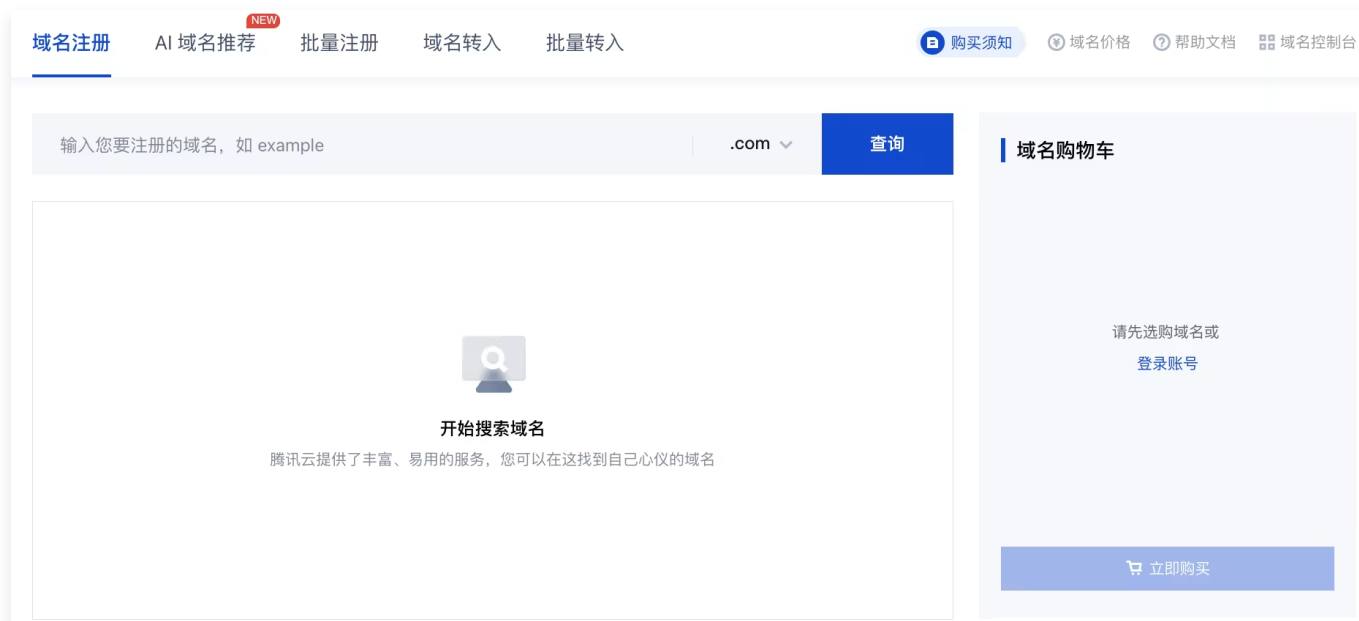 域名注册
AI 域名推荐
NEW
批量注册
域名转入
批量转入
购买须知
域名价格
帮助文档
域名控制台
输入您要注册的域名，如 example
.com
查询
开始搜索域名
腾讯云提供了丰富、易用的服务，您可以在这找到自己心仪的域名
域名购物车
请先选购域名或
登录账号
立即购买